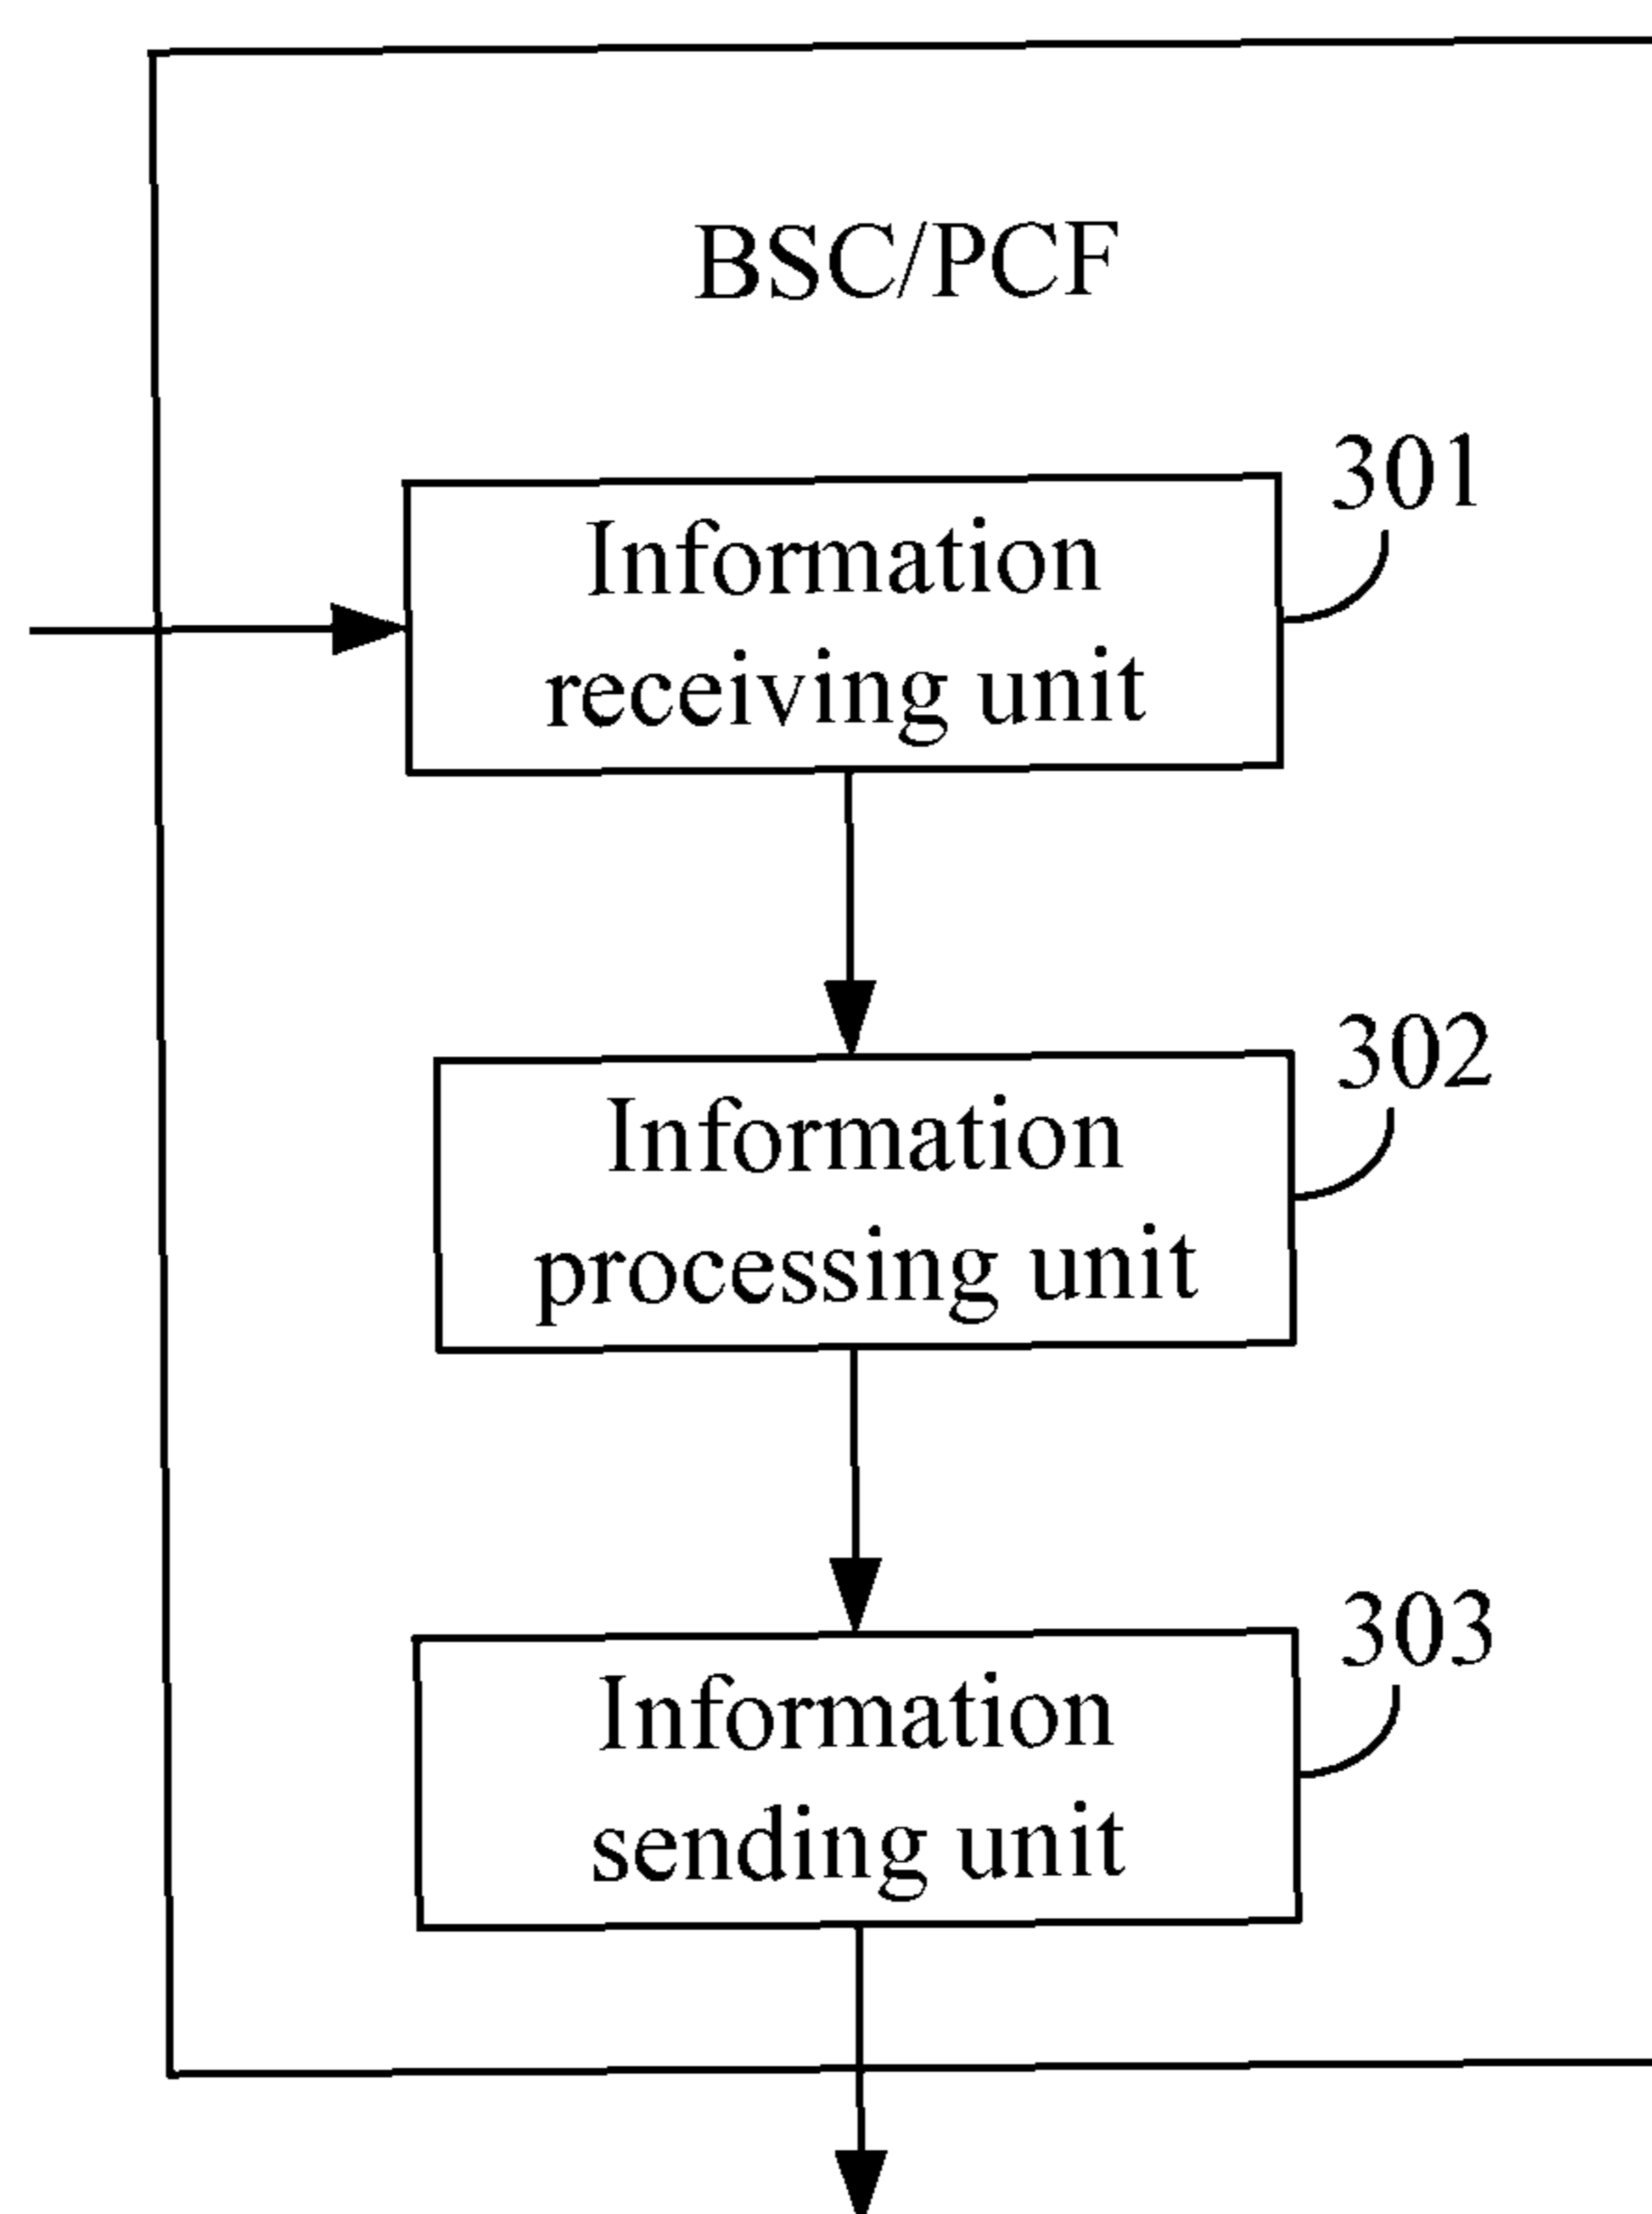 BSC/PCF
301
Information
receiving unit
302
Information
processing unit
303
Information
sending unit